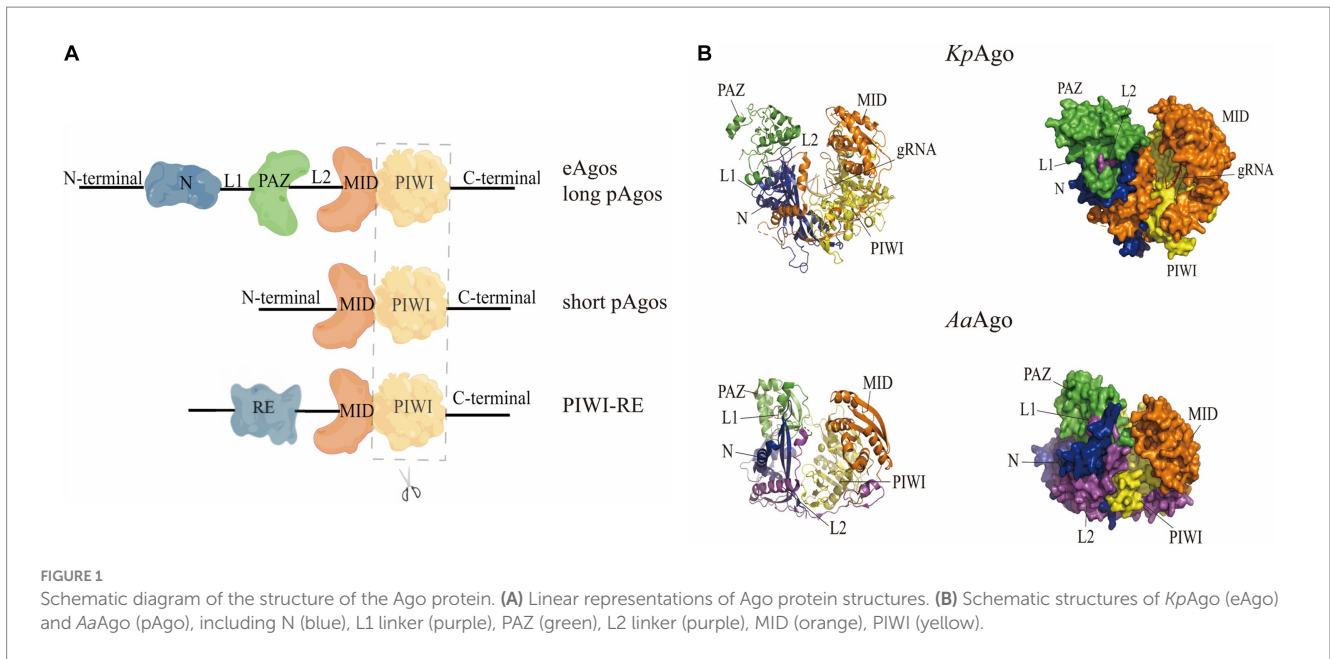 A
N-terminal N L1 PAZ L2 MID PIWI C-terminal
eAgos
long pAgos
N-terminal MID PIWI C-terminal
short pAgos
RE MID PIWI C-terminal
PIWI-RE
B
KpAgo
PAZ
MID
L2
gRNA
L1
N
PIWI
PAZ
L2
MID
L1
gRNA
N
PIWI
AaAgo
PAZ
MID
L1
N
PIWI
L2
PAZ
L1
MID
N
L2
PIWI
FIGURE 1
Schematic diagram of the structure of the Ago protein. (A) Linear representations of Ago protein structures. (B) Schematic structures of KpAgo (eAgo)
and AaAgo (pAgo), including N (blue), L1 linker (purple), PAZ (green), L2 linker (purple), MID (orange), PIWI (yellow).